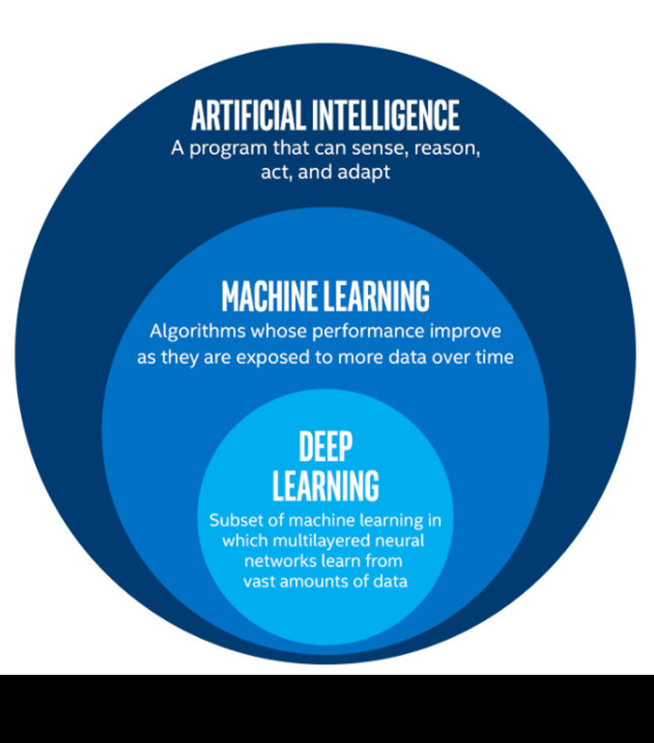 ARTIFICIAL INTELLIGENCE
A program that can sense, reason,
act, and adapt
MACHINE LEARNING
Algorithms whose performance improve
as they are exposed to more data over time
DEEP
LEARNING
Subset of machine learning in
which multilayered neural
networks learn from
vast amounts of data